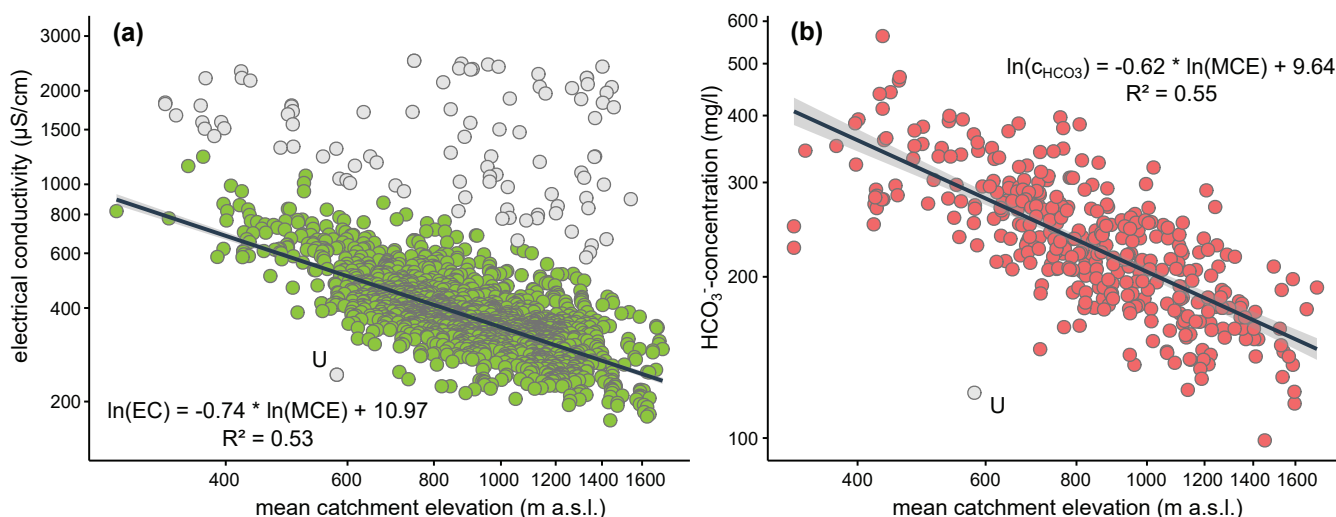 (a)
electrical conductivity (µS/cm)
3000
2000
1500
1000
800
600
400
200
U
ln(EC) = -0.74 * ln(MCE) + 10.97
R² = 0.53
400 600 800 1000 1200 1400 1600
mean catchment elevation (m a.s.l.)
(b)
HCO₃⁻-concentration (mg/l)
600
500
400
300
200
100
ln(c_HCO3) = -0.62 * ln(MCE) + 9.64
R² = 0.55
U
400 600 800 1000 1200 1400 1600
mean catchment elevation (m a.s.l.)